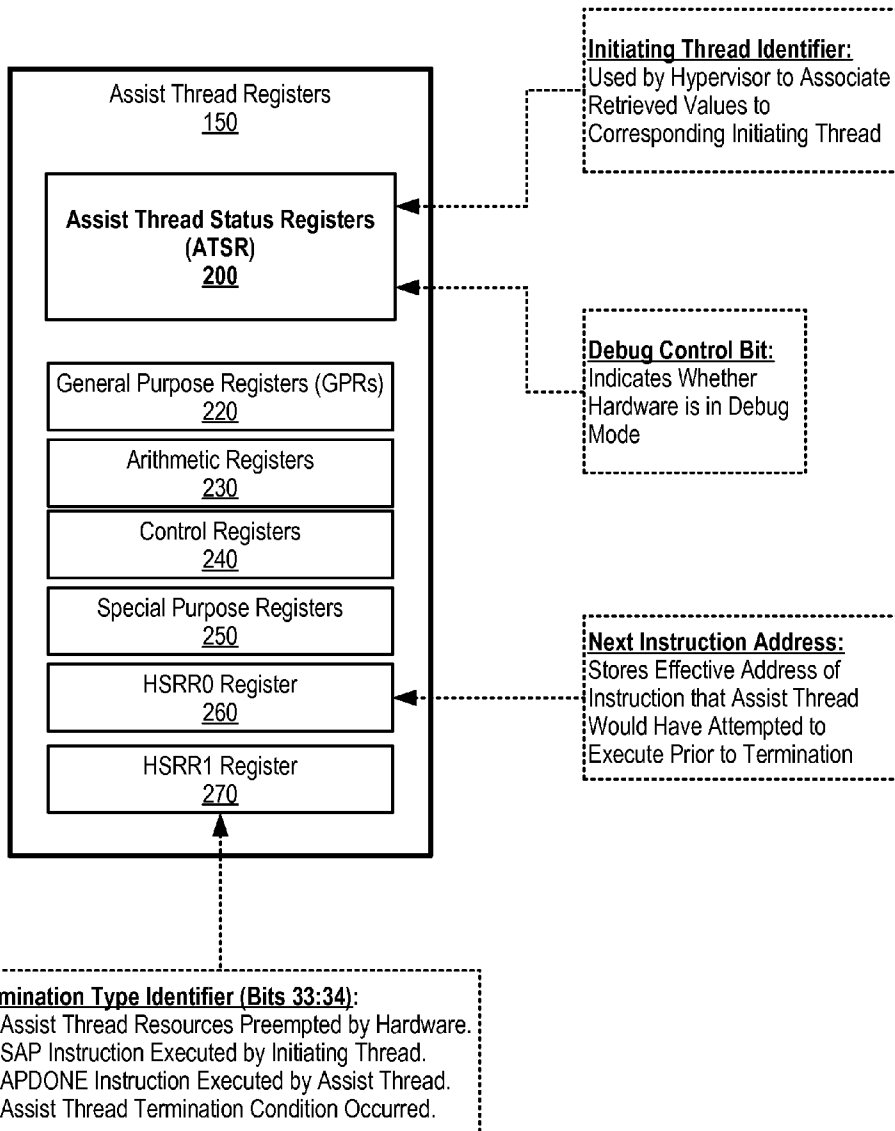 Initiating Thread Identifier:
Used by Hypervisor to Associate
Retrieved Values to
Corresponding Initiating Thread
Assist Thread Registers
150
Assist Thread Status Registers
(ATSR)
200
Debug Control Bit:
Indicates Whether
Hardware is in Debug
Mode
General Purpose Registers (GPRs)
220
Arithmetic Registers
230
Control Registers
240
Special Purpose Registers
250
HSRR0 Register
260
HSRR1 Register
270
Next Instruction Address:
Stores Effective Address of
Instruction that Assist Thread
Would Have Attempted to
Execute Prior to Termination
mination Type Identifier (Bits 33:34):
Assist Thread Resources Preempted by Hardware.
SAP Instruction Executed by Initiating Thread.
APDONE Instruction Executed by Assist Thread.
Assist Thread Termination Condition Occurred.